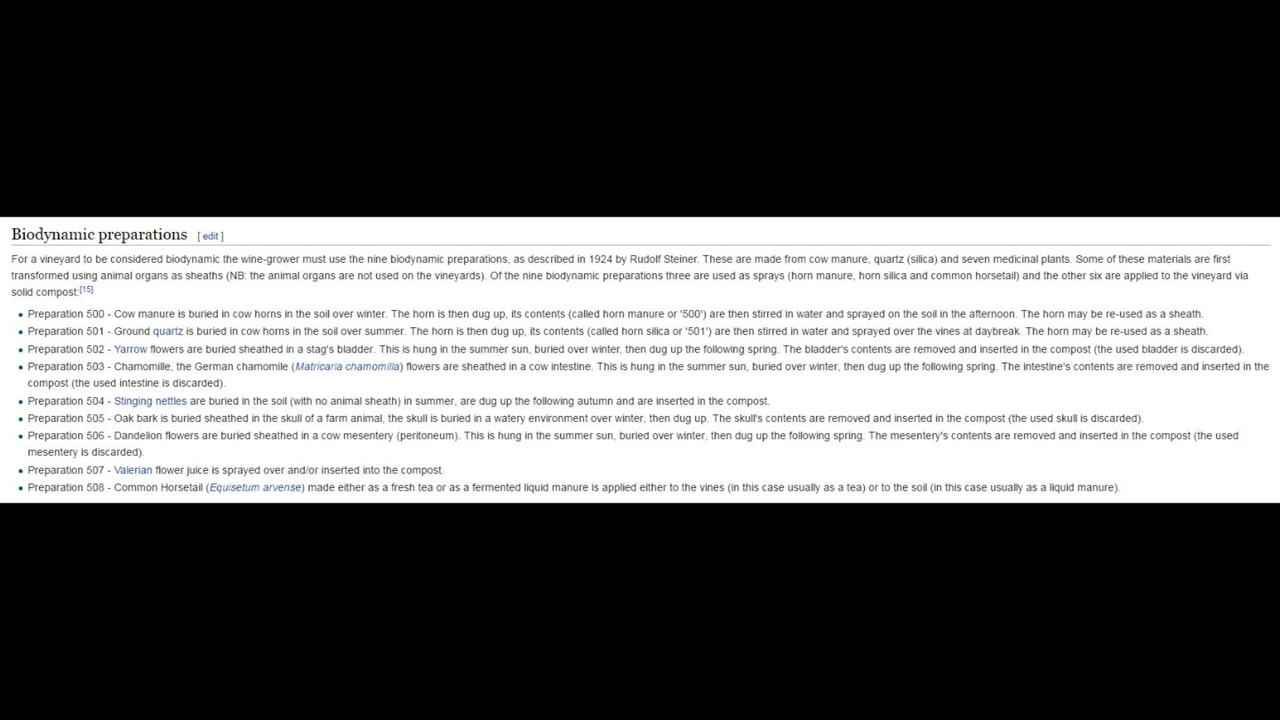 Biodynamic preparations [ edit ]
For a vineyard to be considered biodynamic the wine-grower must use the nine biodynamic preparations, as described in 1924 by Rudolf Steiner. These are made from cow manure, quartz (silica) and seven medicinal plants. Some of these materials are first
transformed using animal organs as sheaths (NB: the animal organs are not used on the vineyards). Of the nine biodynamic preparations three are used as sprays (horn manure, horn silica and common horsetail) and the other six are applied to the vineyard via
solid compost:[15]
• Preparation 500 - Cow manure is buried in cow horns in the soil over winter. The horn is then dug up, its contents (called horn manure or '500') are then stirred in water and sprayed on the soil in the afternoon. The horn may be re-used as a sheath.
• Preparation 501 - Ground quartz is buried in cow horns in the soil over summer. The horn is then dug up, its contents (called horn silica or '501') are then stirred in water and sprayed over the vines at daybreak. The horn may be re-used as a sheath.
• Preparation 502 - Yarrow flowers are buried sheathed in a stag's bladder. This is hung in the summer sun, buried over winter, then dug up the following spring. The bladder's contents are removed and inserted in the compost (the used bladder is discarded).
• Preparation 503 - Chamomille, the German chamomile (Matricaria chamomilla) flowers are sheathed in a cow intestine. This is hung in the summer sun, buried over winter, then dug up the following spring. The intestine's contents are removed and inserted in the
compost (the used intestine is discarded).
• Preparation 504 - Stinging nettles are buried in the soil (with no animal sheath) in summer, are dug up the following autumn and are inserted in the compost.
• Preparation 505 - Oak bark is buried sheathed in the skull of a farm animal, the skull is buried in a watery environment over winter, then dug up. The skull's contents are removed and inserted in the compost (the used skull is discarded).
• Preparation 506 - Dandelion flowers are buried sheathed in a cow mesentery (peritoneum). This is hung in the summer sun, buried over winter, then dug up the following spring. The mesentery's contents are removed and inserted in the compost (the used
mesentery is discarded).
• Preparation 507 - Valerian flower juice is sprayed over and/or inserted into the compost.
• Preparation 508 - Common Horsetail (Equisetum arvense) made either as a fresh tea or as a fermented liquid manure is applied either to the vines (in this case usually as a tea) or to the soil (in this case usually as a liquid manure).